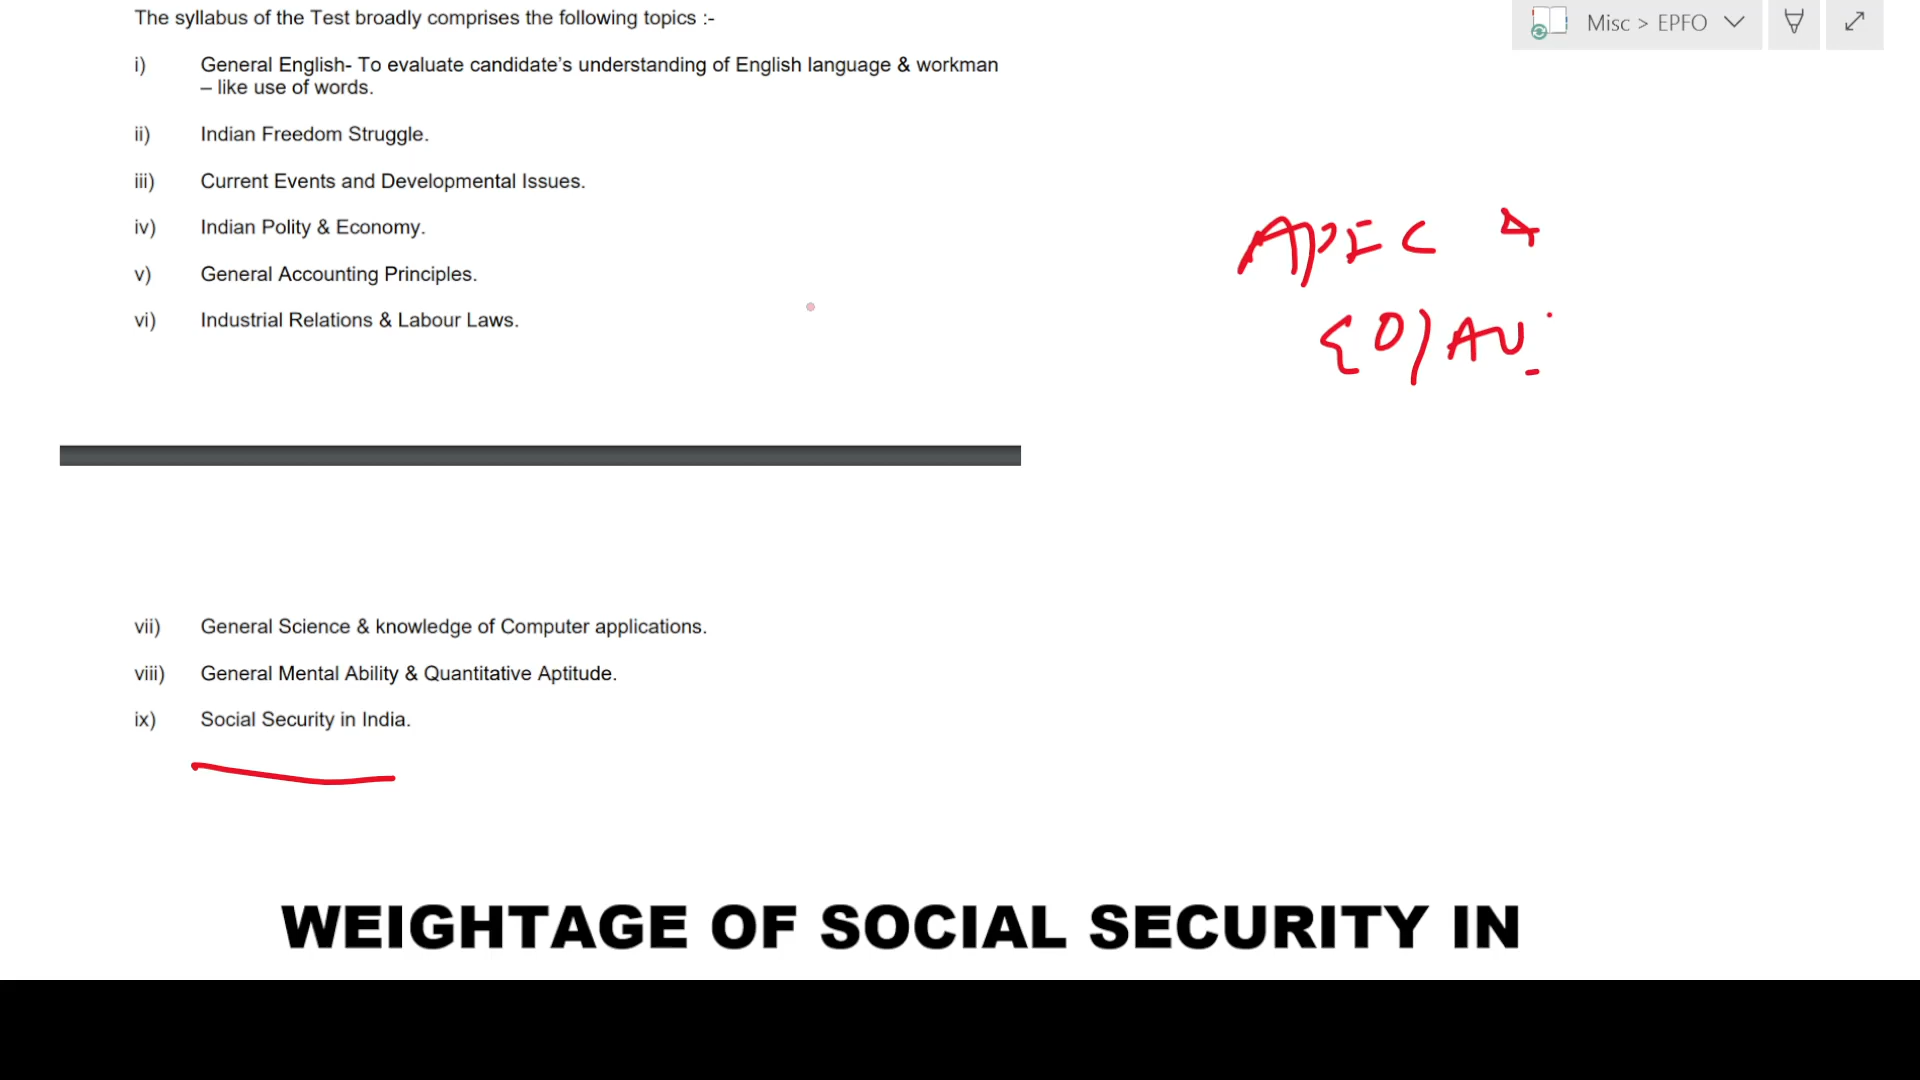 The syllabus of the Test broadly comprises the following topics :-
Misc > EPFO
i) General English- To evaluate candidate’s understanding of English language & workman
– like use of words.
ii) Indian Freedom Struggle.
iii) Current Events and Developmental Issues.
iv) Indian Polity & Economy.
v) General Accounting Principles.
vi) Industrial Relations & Labour Laws.
APFC &
EO/AO
vii) General Science & knowledge of Computer applications.
viii) General Mental Ability & Quantitative Aptitude.
ix) Social Security in India.
WEIGHTAGE OF SOCIAL SECURITY IN